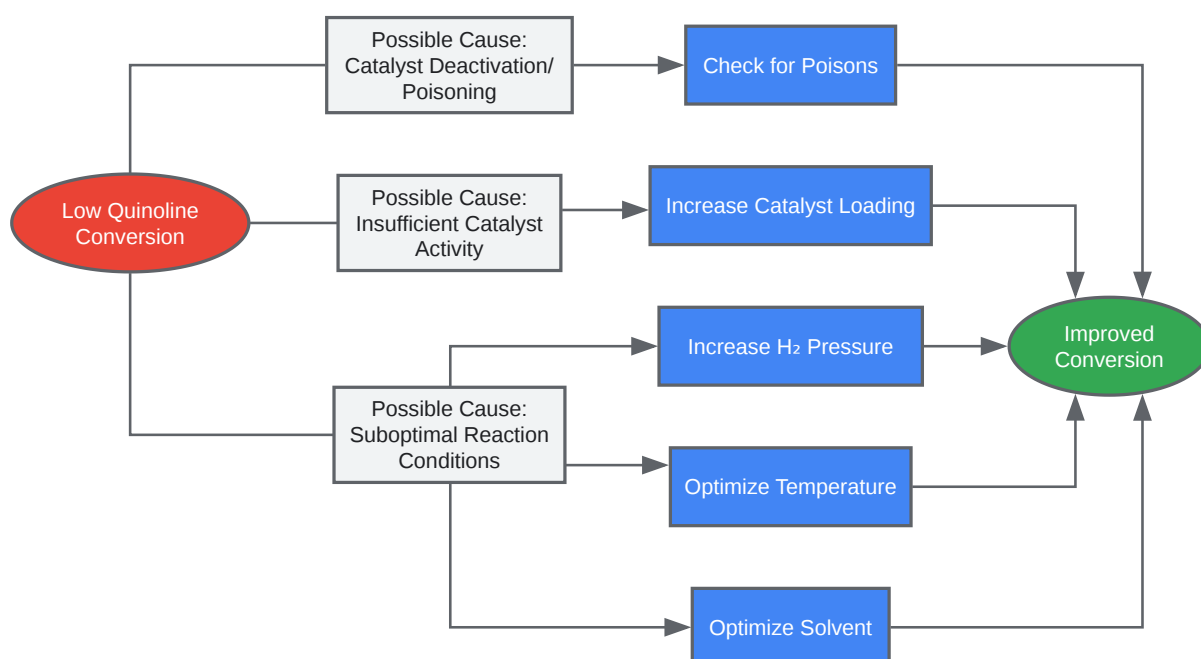 Possible Cause:
Catalyst Deactivation/
Poisoning
Check for Poisons
Low Quinoline
Conversion
Possible Cause:
Insufficient Catalyst
Activity
Increase Catalyst Loading
Increase H₂ Pressure
Improved
Conversion
Possible Cause:
Suboptimal Reaction
Conditions
Optimize Temperature
Optimize Solvent